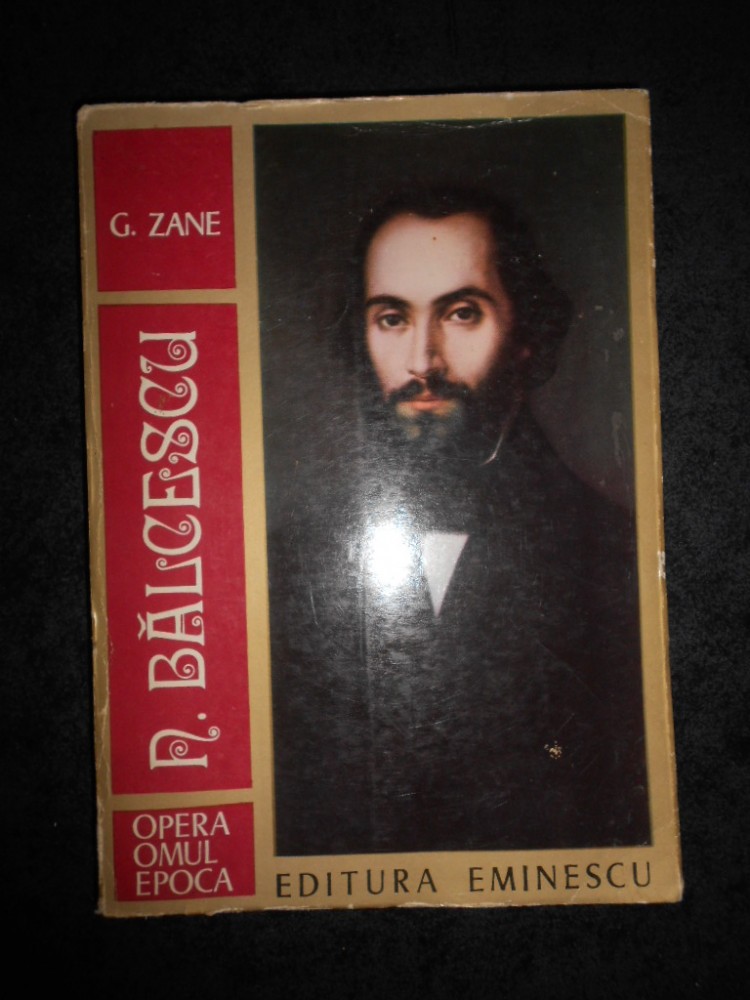 G. ZANE
N. BĂLCESCU
OPERA
OMUL
EPOCA
EDITURA EMINESCU